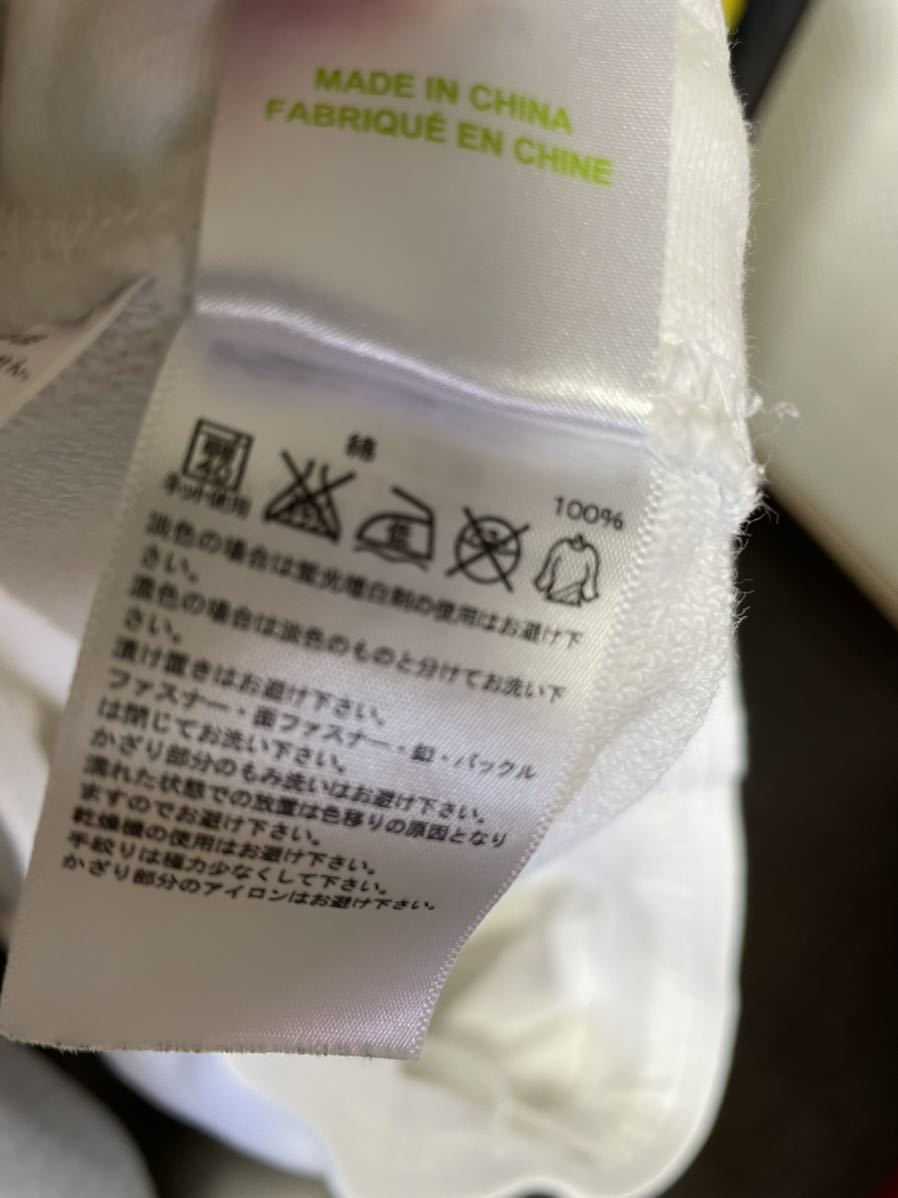 MADE IN CHINA
FABRIQUÉ EN CHINE
綿
100%
40
ネット使用
低
淡色の場合は蛍光増白剤の使用はお避け下
さい。
濃色の場合は淡色のものと分けてお洗い下
さい。
漬け置きはお避け下さい。
ファスナー・面ファスナー・釦・バックル
は閉じてお洗い下さい。
かざり部分のもみ洗いはお避け下さい。
濡れた状態での放置は色移りの原因となり
ますのでお避け下さい。
乾燥機の使用はお避け下さい。
手絞りは極力少なくして下さい。
かざり部分のアイロンはお避け下さい。